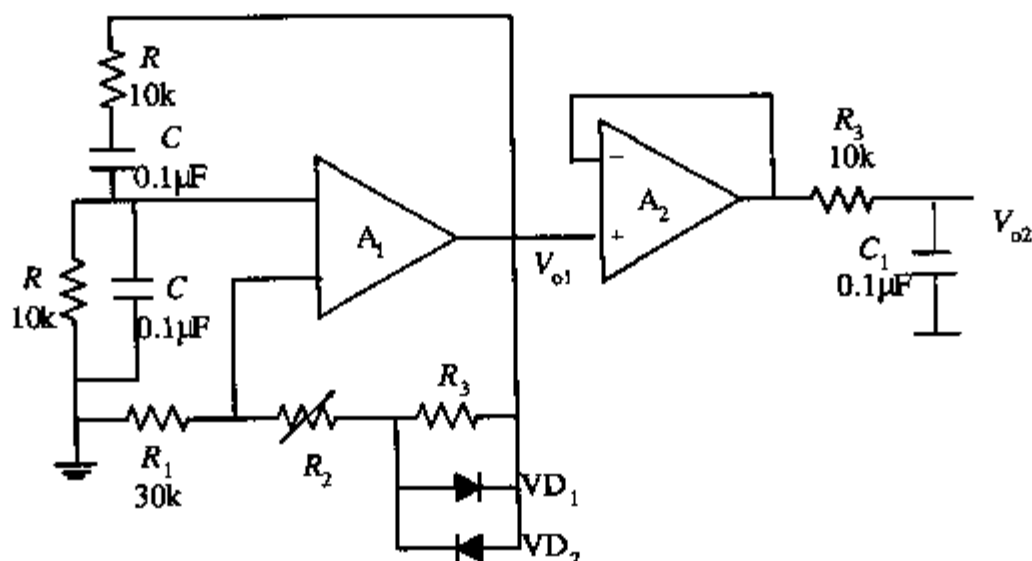 R
10k
C
0.1μF
R
10k
C
0.1μF
A1
Vo1
−
+
A2
R3
10k
C1
0.1μF
Vo2
R1
30k
R2
R3
VD1
VD2